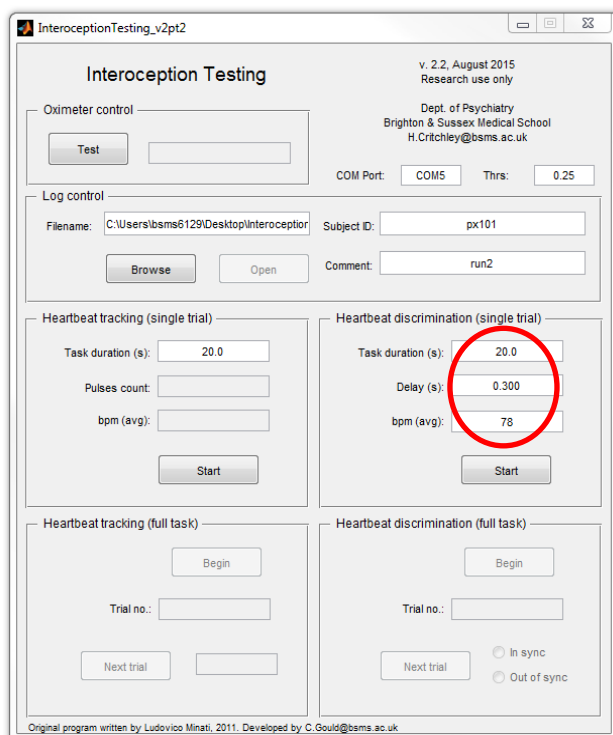 InteroceptionTesting_v2pt2
Interoception Testing
v. 2.2, August 2015
Research use only
Dept. of Psychiatry
Brighton & Sussex Medical School
H.Critchley@bsms.ac.uk
Oximeter control
Test
COM Port: COM5 Thrs: 0.25
Log control
Filename: C:\Users\bsms6129\Desktop\Interoception Subject ID: px101
Browse Open Comment: run2
Heartbeat tracking (single trial)
Task duration (s): 20.0
Pulses count:
bpm (avg):
Start
Heartbeat discrimination (single trial)
Task duration (s): 20.0
Delay (s): 0.300
bpm (avg): 78
Start
Heartbeat tracking (full task)
Begin
Trial no.:
Next trial
Heartbeat discrimination (full task)
Begin
Trial no.:
Next trial
In sync
Out of sync
Original program written by Ludovico Minati, 2011. Developed by C.Gould@bsms.ac.uk